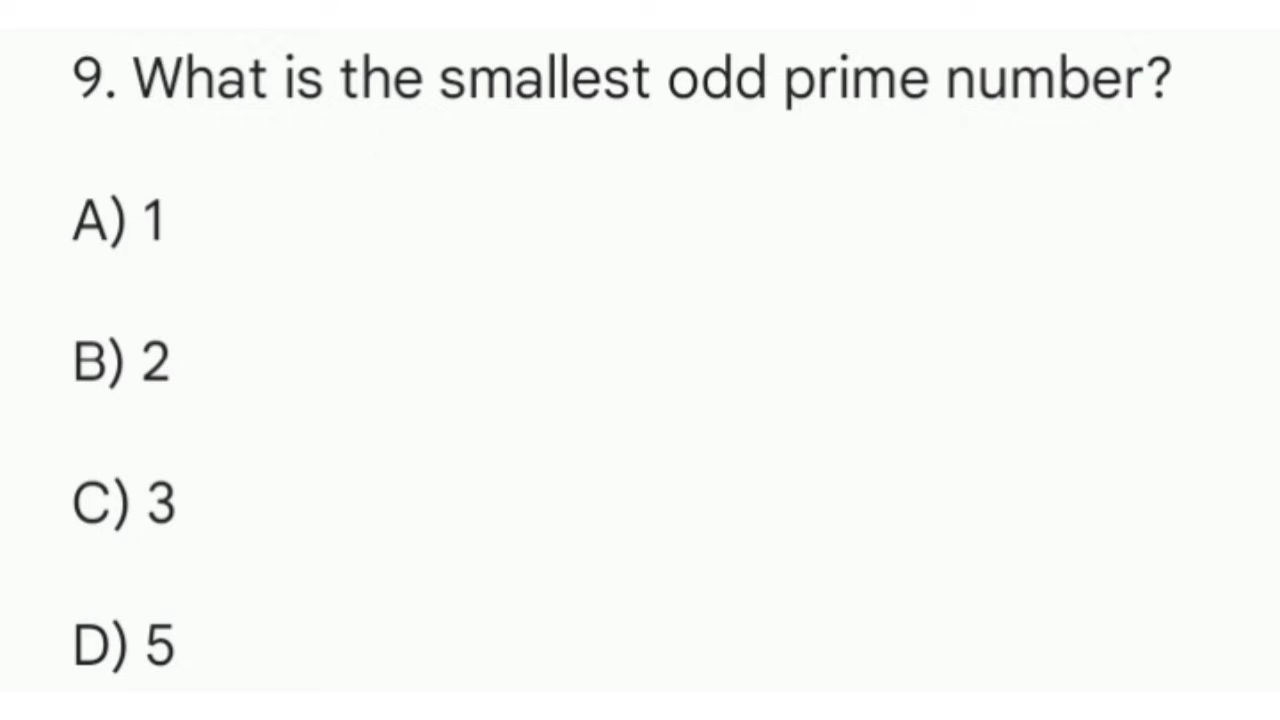 9. What is the smallest odd prime number?
A) 1
B) 2
C) 3
D) 5